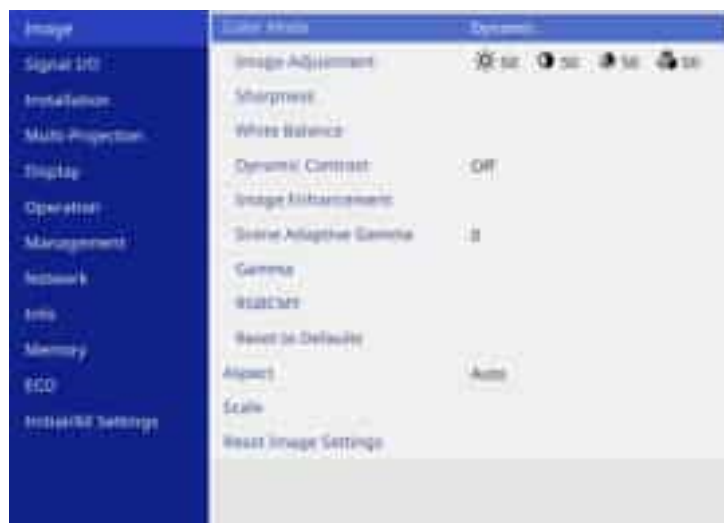 Image
Signal I/O
Installation
Multi-Projection
Display
Operation
Management
Network
Info.
Memory
ECO
Initial/All Settings
Color Mode Dynamic
Image Adjustment 50 50 50 50
Sharpness
White Balance
Dynamic Contrast Off
Image Enhancement
Scene Adaptive Gamma 0
Gamma
RGBCMY
Reset to Defaults
Aspect Auto
Scale
Reset Image Settings